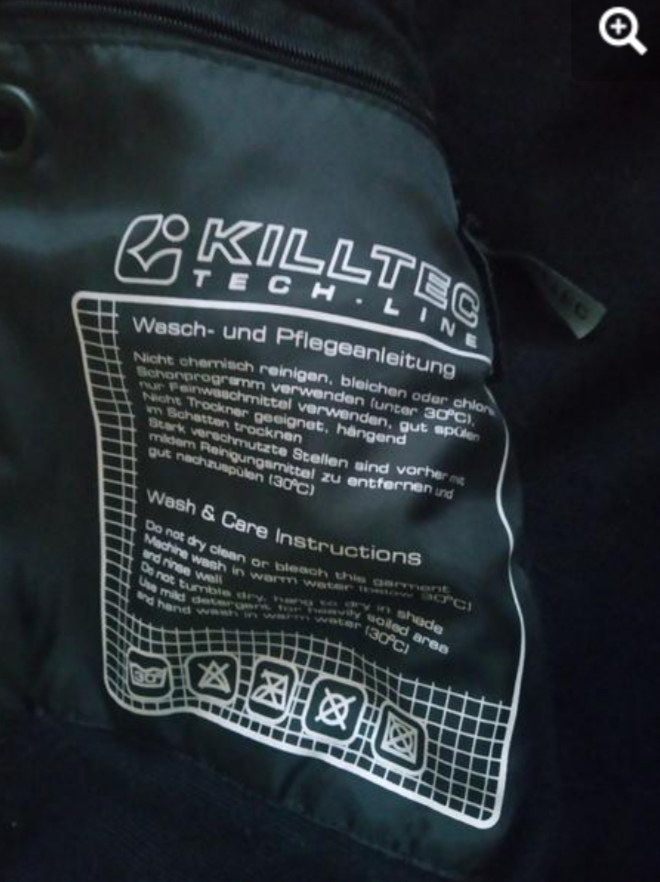 KILLTEC
TECH·LINE
Wasch- und Pflegeanleitung
Nicht chemisch reinigen, bleichen oder chloren
Schonprogramm verwenden (unter 30°C),
nur Feinwaschmittel verwenden, gut spülen
Nicht Trockner geeignet, hängend
im Schatten trocknen
Stark verschmutzte Stellen sind vorher mit
mildem Reinigungsmittel zu entfernen und
gut nachzuspülen (30°C)
Wash & Care Instructions
Do not dry clean or bleach this garment
Machine wash in warm water (below 30°C)
and rinse well
Do not tumble dry, hang to dry in shade
Use mild detergent for heavily soiled area
and hand wash in warm water (30°C)
30°